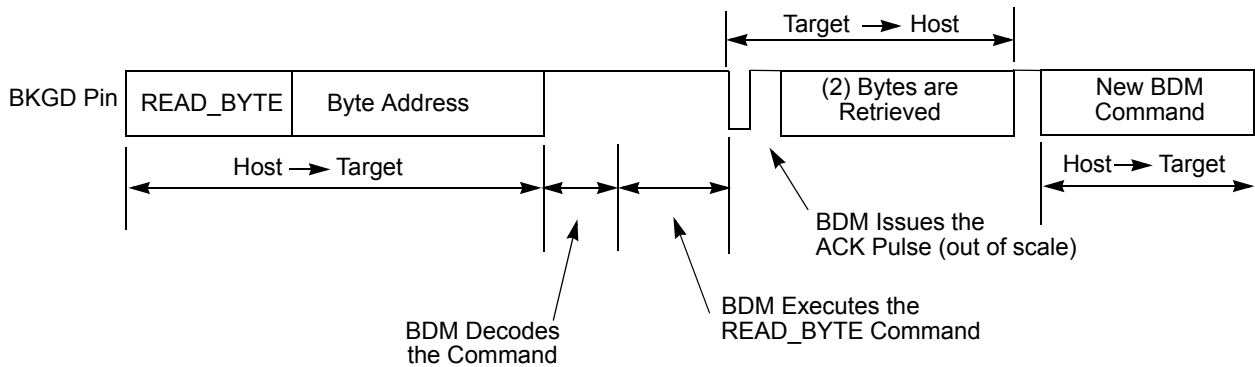 Target → Host
BKGD Pin
READ_BYTE
Byte Address
(2) Bytes are
Retrieved
New BDM
Command
Host → Target
Host → Target
BDM Issues the
ACK Pulse (out of scale)
BDM Decodes
the Command
BDM Executes the
READ_BYTE Command